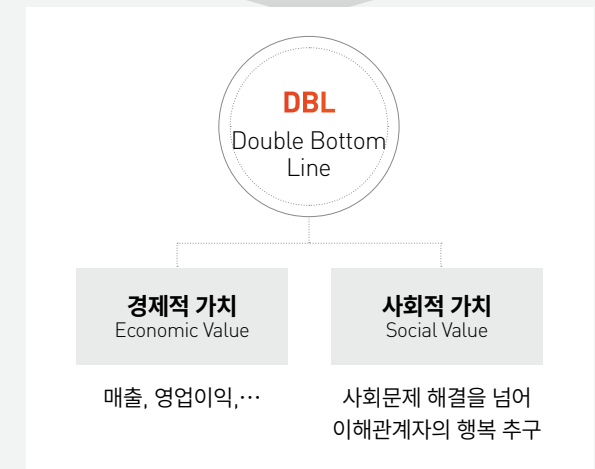 DBL
Double Bottom
Line
경제적 가치
Economic Value
사회적 가치
Social Value
매출, 영업이익,…
사회문제 해결을 넘어
이해관계자의 행복 추구